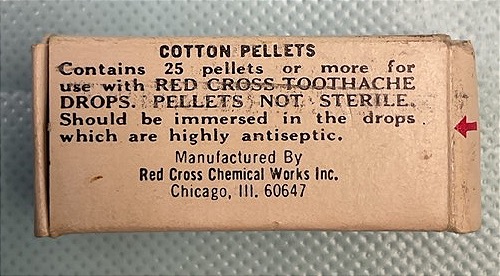 COTTON PELLETS
Contains 25 pellets or more for
use with RED CROSS TOOTHACHE
DROPS. PELLETS NOT STERILE.
Should be immersed in the drops
which are highly antiseptic.
Manufactured By
Red Cross Chemical Works Inc.
Chicago, Ill. 60647